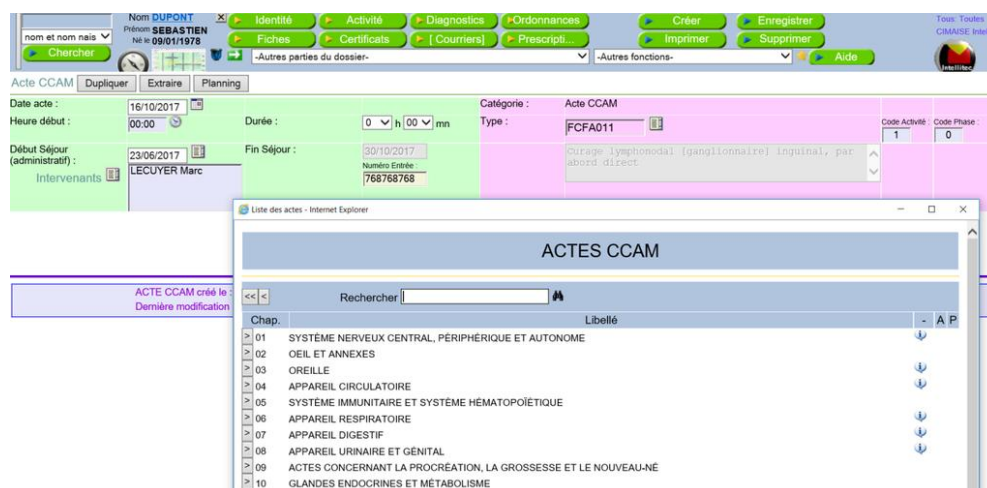 Nom DUPONT X Identité Activité Diagnostics Ordonnances Créer Enregistrer Tous: Toutes
nom et nom nais Prénom SEBASTIEN Fiches Certificats [ Courriers] Prescripti... Imprimer Supprimer CIMAISE Inte
Né le 09/01/1978
Chercher -Autres parties du dossier- -Autres fonctions- Aide
Intellitec
Acte CCAM Dupliquer Extraire Planning
Date acte : 16/10/2017 Catégorie : Acte CCAM
Heure début : 00:00 Durée : 0 h 00 mn Type : FCFA011 Code Activité : Code Phase :
1 0
Début Séjour (administratif) : 23/06/2017 Fin Séjour : 30/10/2017 Curage lymphonodal [ganglionnaire] inguinal, par
abord direct
Numéro Entrée :
Intervenants LECUYER Marc 768768768
Liste des actes - Internet Explorer
ACTES CCAM
ACTE CCAM créé le :
Dernière modification
<< < Rechercher
Chap. Libellé - A P
> 01 SYSTÈME NERVEUX CENTRAL, PÉRIPHÉRIQUE ET AUTONOME
> 02 OEIL ET ANNEXES
> 03 OREILLE
> 04 APPAREIL CIRCULATOIRE
> 05 SYSTÈME IMMUNITAIRE ET SYSTÈME HÉMATOPOÏÉTIQUE
> 06 APPAREIL RESPIRATOIRE
> 07 APPAREIL DIGESTIF
> 08 APPAREIL URINAIRE ET GÉNITAL
> 09 ACTES CONCERNANT LA PROCRÉATION, LA GROSSESSE ET LE NOUVEAU-NÉ
> 10 GLANDES ENDOCRINES ET MÉTABOLISME